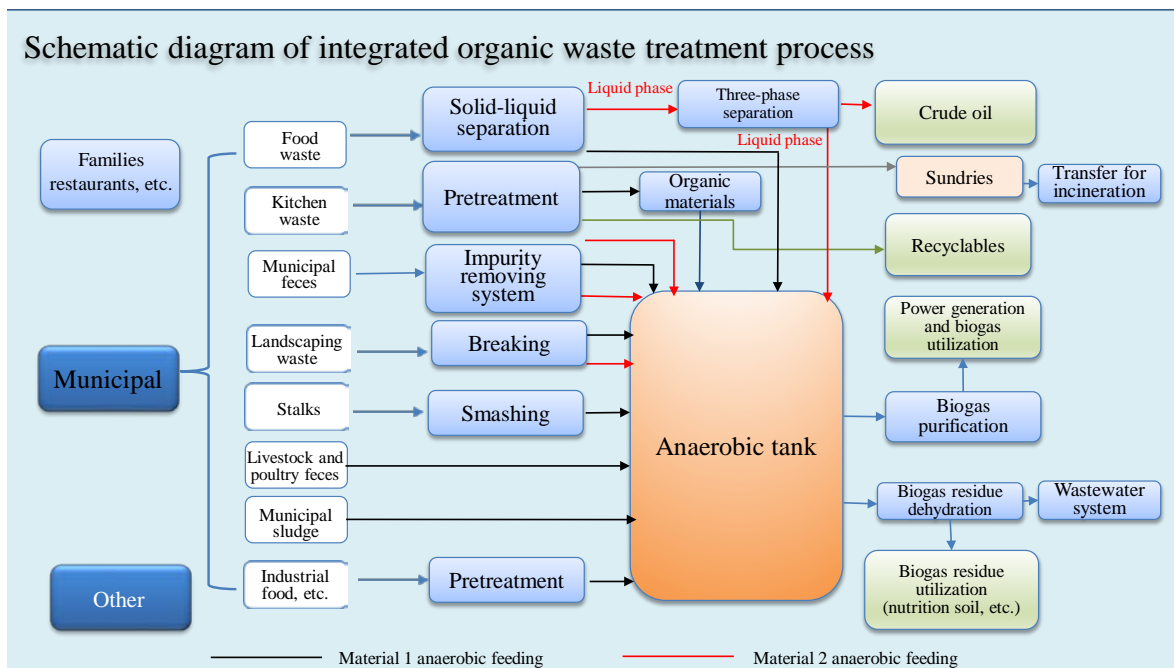 Schematic diagram of integrated organic waste treatment process
Families
restaurants, etc.
Municipal
Other
Food
waste
Kitchen
waste
Municipal
feces
Landscaping
waste
Stalks
Livestock and
poultry feces
Municipal
sludge
Industrial
food, etc.
Solid-liquid
separation
Pretreatment
Impurity
removing
system
Breaking
Smashing
Pretreatment
Liquid phase
Three-phase
separation
Liquid phase
Organic
materials
Anaerobic
tank
Crude oil
Sundries
Transfer for
incineration
Recyclables
Power generation
and biogas
utilization
Biogas
purification
Biogas residue
dehydration
Wastewater
system
Biogas residue
utilization
(nutrition soil, etc.)
Material 1 anaerobic feeding
Material 2 anaerobic feeding